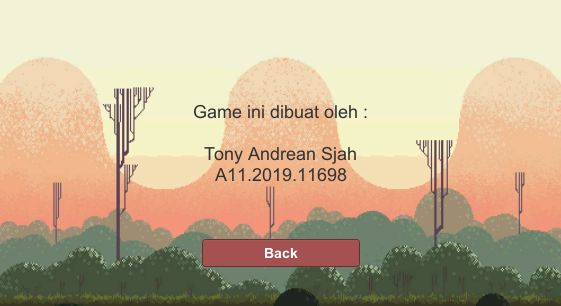 Game ini dibuat oleh :
Tony Andrean Sjah
A11.2019.11698
Back